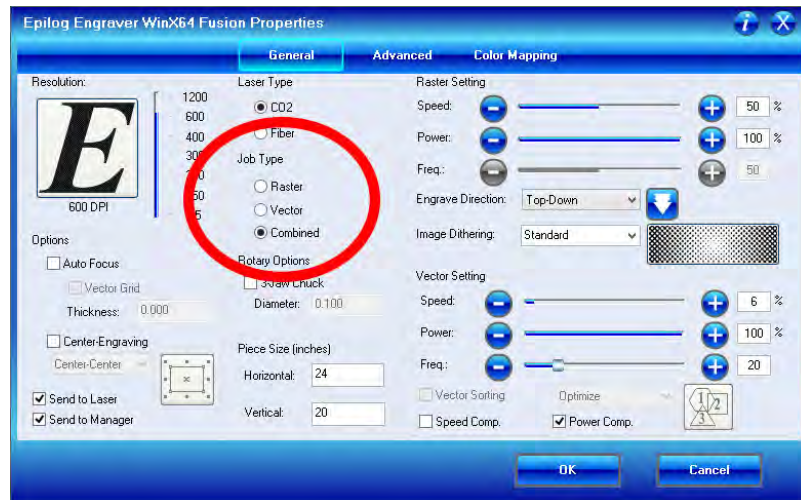 Epilog Engraver WinX64 Fusion Properties
General
Advanced
Color Mapping
Resolution:
E
1200
600
400
600 DPI
Options
Auto Focus
Vector Grid
Thickness: 0.000
Center-Engraving
Center-Center
Send to Laser
Send to Manager
Laser Type
CO2
Fiber
Job Type
Raster
Vector
Combined
Rotary Options
3-Jaw Chuck
Diameter: 0.100
Piece Size (inches)
Horizontal: 24
Vertical: 20
Raster Setting
Speed: 50 %
Power: 100 %
Freq.: 50
Engrave Direction: Top-Down
Image Dithering: Standard
Vector Setting
Speed: 6 %
Power: 100 %
Freq.: 20
Vector Sorting Optimize
1 2
3
Speed Comp. Power Comp.
OK
Cancel